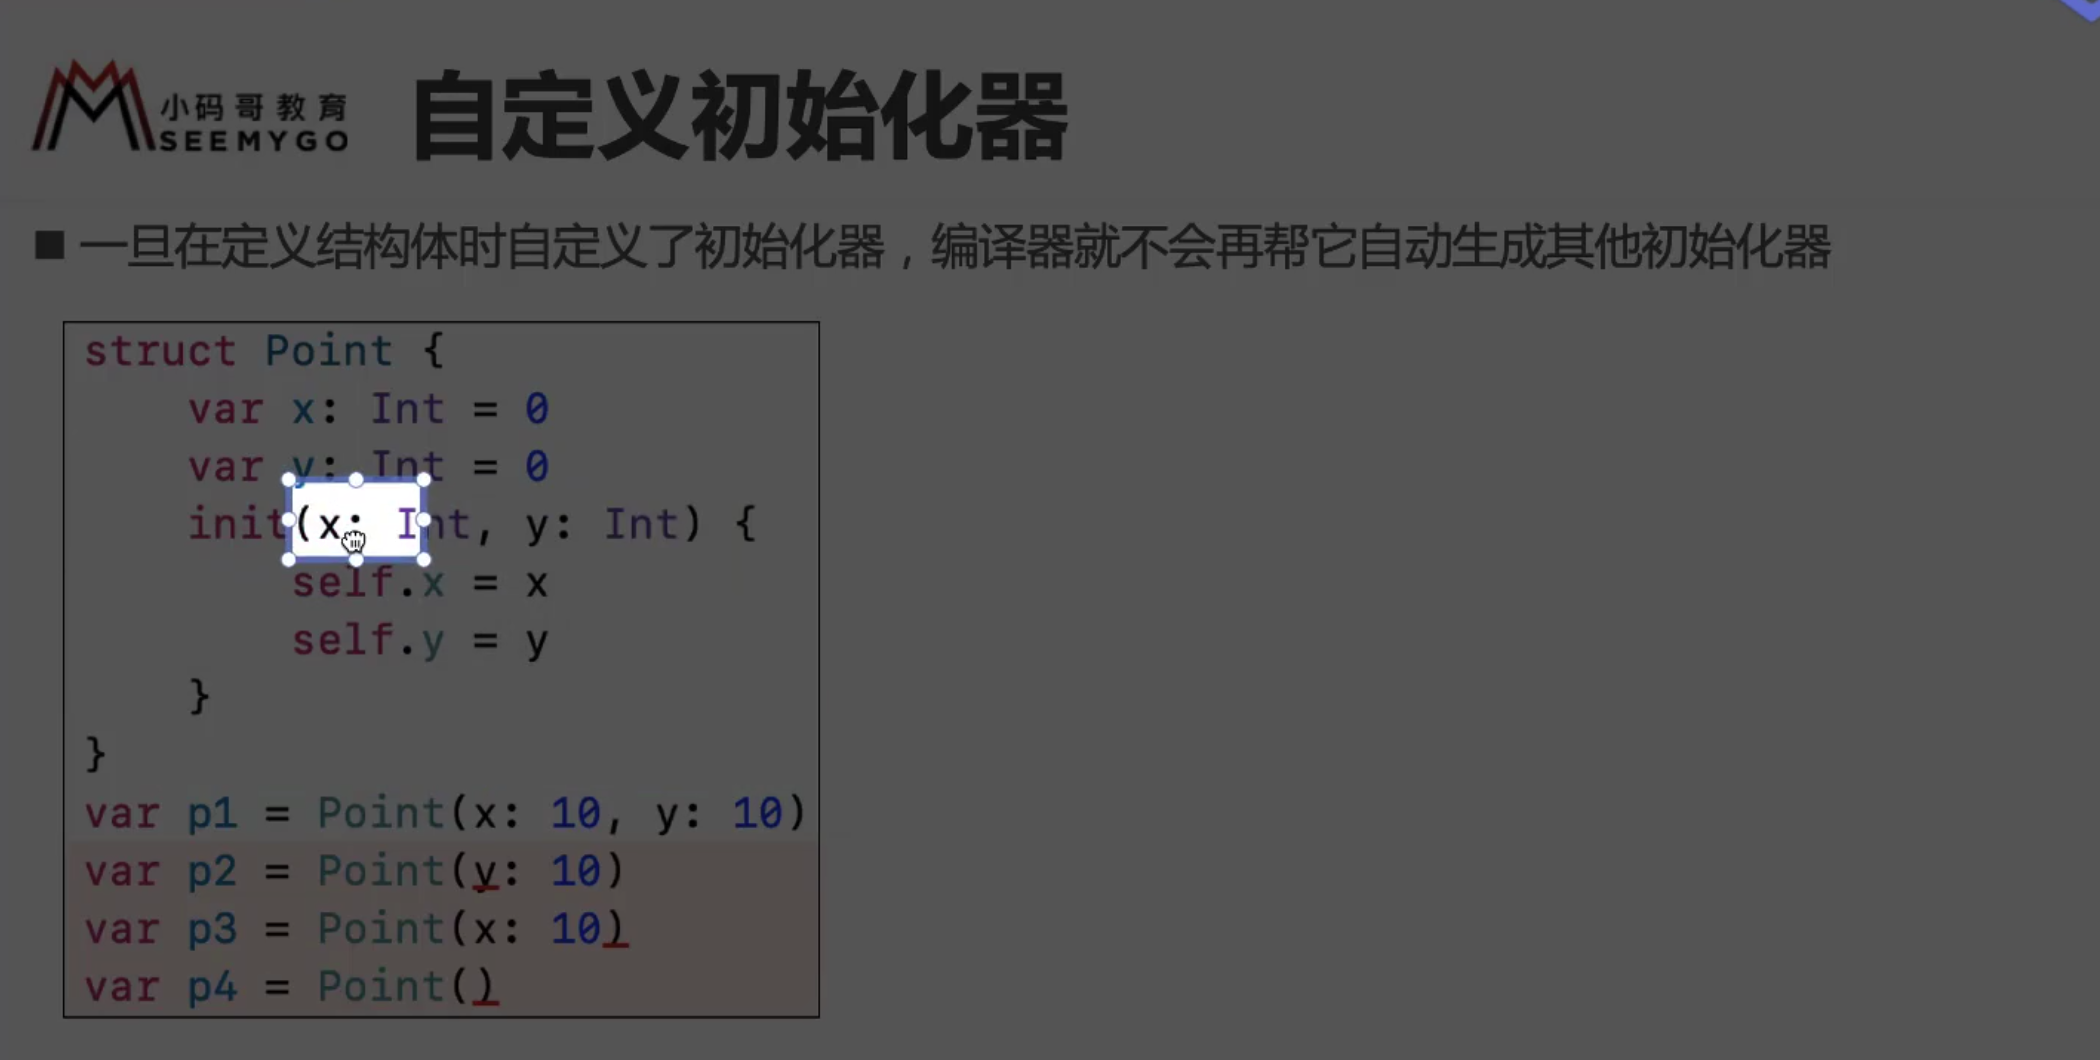 小码哥教育
SEEMYGO
自定义初始化器
■ 一旦在定义结构体时自定义了初始化器，编译器就不会再帮它自动生成其他初始化器
struct Point {
    var x: Int = 0
    var y: Int = 0
    init(x: Int, y: Int) {
        self.x = x
        self.y = y
    }
}
var p1 = Point(x: 10, y: 10)
var p2 = Point(y: 10)
var p3 = Point(x: 10)
var p4 = Point()